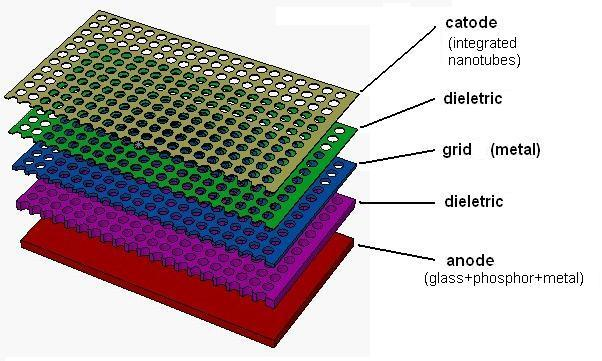 catode
(integrated
nanotubes)
dieletric
grid (metal)
dieletric
anode
(glass+phosphor+metal)